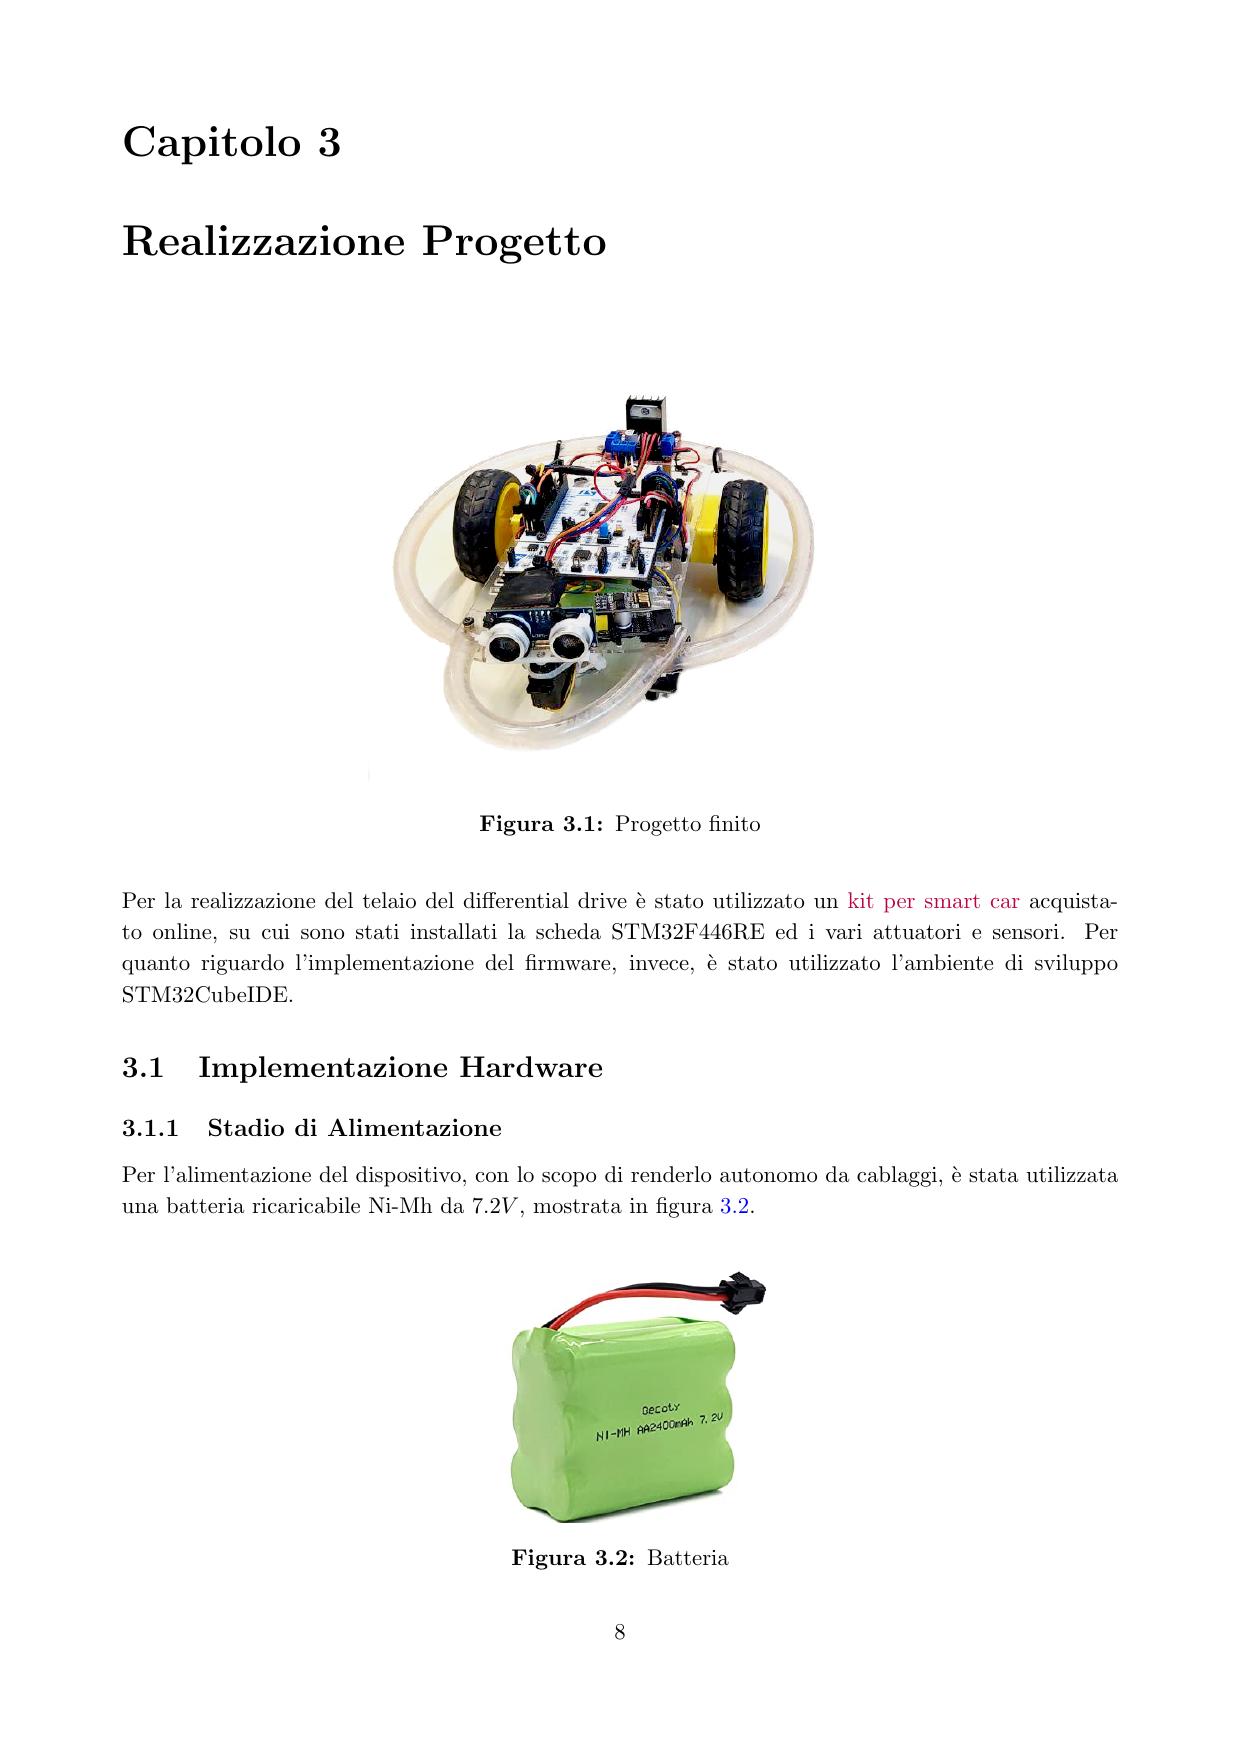 Capitolo 3
Realizzazione Progetto
Figura 3.1: Progetto finito
Per la realizzazione del telaio del differential drive è stato utilizzato un kit per smart car acquista-
to online, su cui sono stati installati la scheda STM32F446RE ed i vari attuatori e sensori. Per
quanto riguardo l'implementazione del firmware, invece, è stato utilizzato l'ambiente di sviluppo
STM32CubeIDE.
3.1 Implementazione Hardware
3.1.1 Stadio di Alimentazione
Per l'alimentazione del dispositivo, con lo scopo di renderlo autonomo da cablaggi, è stata utilizzata
una batteria ricaricabile Ni-Mh da 7.2V, mostrata in figura 3.2.
Gecoty
NI-MH AA2400mAh 7.2V
Figura 3.2: Batteria
8